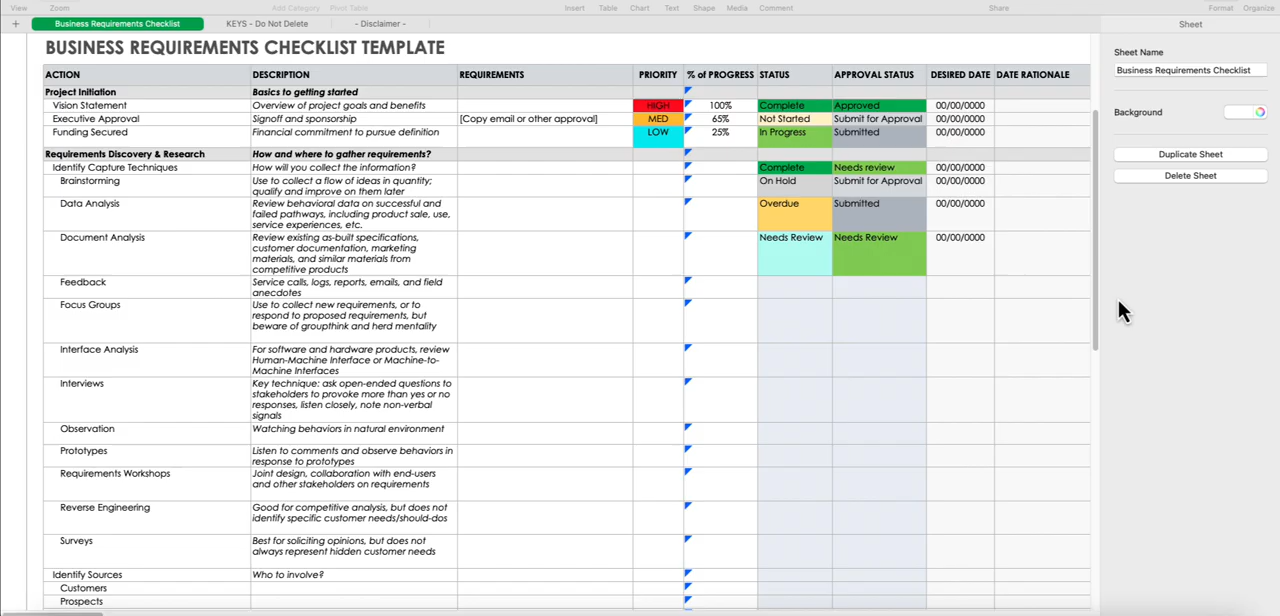 View Zoom Add Category Pivot Table Insert Table Chart Text Shape Media Comment Share Format Organize
+ Business Requirements Checklist KEYS - Do Not Delete - Disclaimer - Sheet
BUSINESS REQUIREMENTS CHECKLIST TEMPLATE
Sheet Name
Business Requirements Checklist
Background
Duplicate Sheet
Delete Sheet
ACTION DESCRIPTION REQUIREMENTS PRIORITY % of PROGRESS STATUS APPROVAL STATUS DESIRED DATE DATE RATIONALE
Project Initiation Basics to getting started
Vision Statement Overview of project goals and benefits HIGH 100% Complete Approved 00/00/0000
Executive Approval Signoff and sponsorship [Copy email or other approval] MED 65% Not Started Submit for Approval 00/00/0000
Funding Secured Financial commitment to pursue definition LOW 25% In Progress Submitted 00/00/0000
Requirements Discovery & Research How and where to gather requirements?
Identify Capture Techniques How will you collect the information? Complete Needs review 00/00/0000
Brainstorming Use to collect a flow of ideas in quantity; On Hold Submit for Approval 00/00/0000
qualify and improve on them later
Data Analysis Review behavioral data on successful and Overdue Submitted 00/00/0000
failed pathways, including product sale, use,
service experiences, etc.
Document Analysis Review existing as-built specifications, Needs Review Needs Review 00/00/0000
customer documentation, marketing
materials, and similar materials from
competitive products
Feedback Service calls, logs, reports, emails, and field
anecdotes
Focus Groups Use to collect new requirements, or to
respond to proposed requirements, but
beware of groupthink and herd mentality
Interface Analysis For software and hardware products, review
Human-Machine Interface or Machine-to-
Machine Interfaces
Interviews Key technique: ask open-ended questions to
stakeholders to provoke more than yes or no
responses, listen closely, note non-verbal
signals
Observation Watching behaviors in natural environment
Prototypes Listen to comments and observe behaviors in
response to prototypes
Requirements Workshops Joint design, collaboration with end-users
and other stakeholders on requirements
Reverse Engineering Good for competitive analysis, but does not
identify specific customer needs/should-dos
Surveys Best for soliciting opinions, but does not
always represent hidden customer needs
Identify Sources Who to involve?
Customers
Prospects